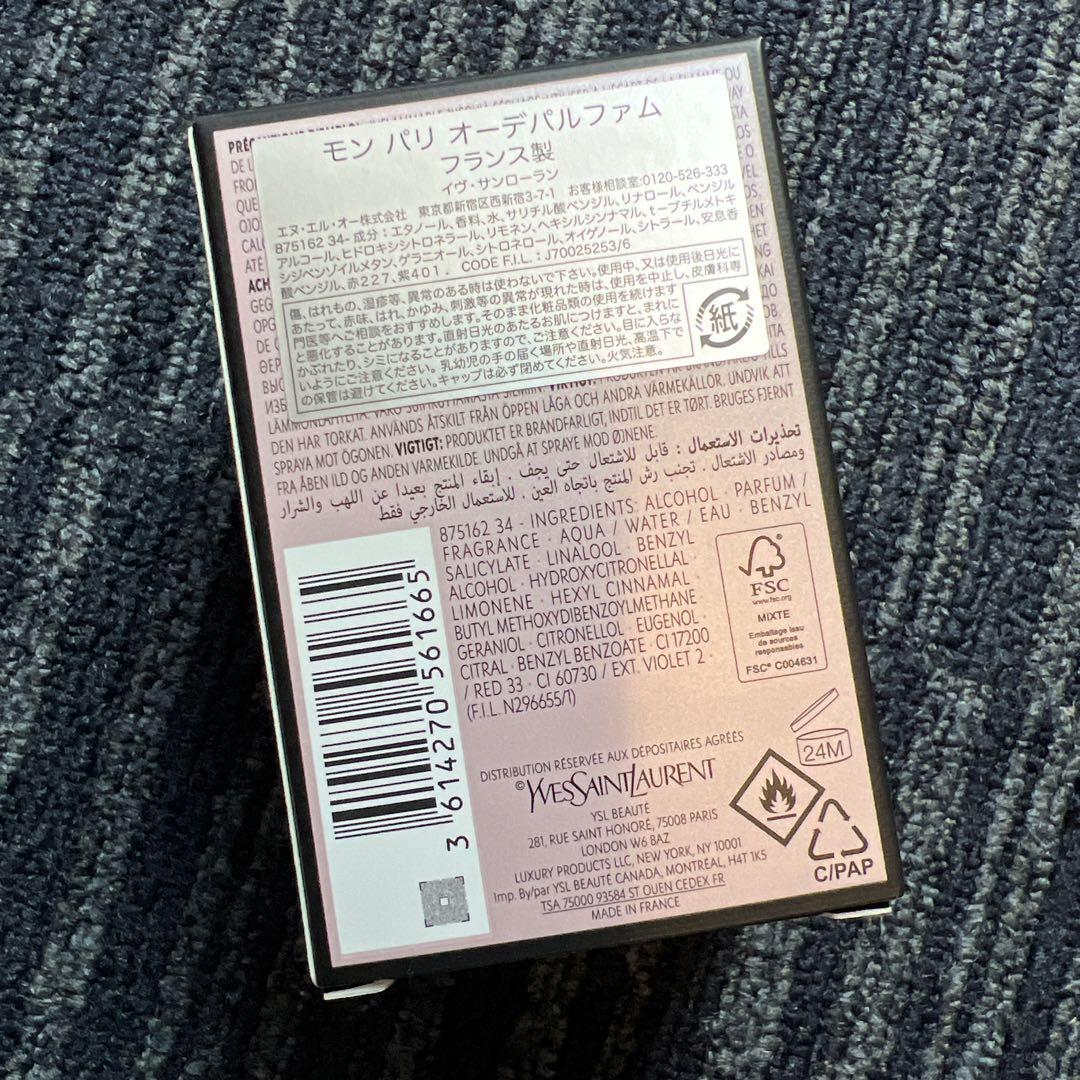 モン パリ オーデパルファム
フランス製
イヴ・サンローラン
エヌ・エル・オー株式会社 東京都新宿区西新宿3-7-1 お客様相談室:0120-526-333
875162 34- 成分：エタノール、香料、水、サリチル酸ベンジル、リナロール、ベンジル
アルコール、ヒドロキシシトロネラール、リモネン、ヘキシルシンナマル、t-ブチルメトキ
シジベンゾイルメタン、ゲラニオール、シトロネロール、オイゲノール、シトラール、安息香
酸ベンジル、赤227、紫401 . CODE F.I.L. : J70025253/6
傷、はれもの、湿疹等、異常のある時は使わないで下さい。使用中、又は使用後日光に
あたって、赤味、はれ、かゆみ、刺激等の異常が現れた時は、使用を中止し、皮膚科専
門医等へご相談をおすすめします。そのまま化粧品類の使用を続けます
と悪化することがあります。直射日光のあたるお肌につけますと、まれに
かぶれたり、シミになることがありますので、ご注意ください。目に入らな
いようにご注意ください。乳幼児の手の届く場所や直射日光、高温下で
の保管は避けてください。キャップは必ず閉めてください。火気注意。
紙
LÅGA OCH ANDRA VÄRMEKÄLLOR. UNDVIK ATT
DEN HAR TORKAT. ANVÄNDS ÅTSKILT FRÅN ÖPPEN
SPRAYA MOT ÖGONEN. VIGTIGT: PRODUKTET ER BRANDFARLIGT, INDTIL DET ER TØRT. BRUGES FJERNT
FRA ÅBEN ILD OG ANDEN VARMEKILDE. UNDGÅ AT SPRAYE MOD ØJNENE.
تحذيرات الاستعمال : قابل للاشتعال حتى يجف . إبقاء المنتج بعيدا عن اللهب والشرار
ومصادر الاشتعال . تجنب رش المنتج باتجاه العين . للاستعمال الخارجي فقط
875162 34 - INGREDIENTS: ALCOHOL · PARFUM /
FRAGRANCE · AQUA / WATER / EAU · BENZYL
SALICYLATE · LINALOOL · BENZYL
ALCOHOL · HYDROXYCITRONELLAL ·
LIMONENE · HEXYL CINNAMAL ·
BUTYL METHOXYDIBENZOYLMETHANE ·
GERANIOL · CITRONELLOL · EUGENOL ·
CITRAL · BENZYL BENZOATE · CI 17200
/ RED 33 · CI 60730 / EXT. VIOLET 2 ·
(F.I.L. N296655/1)
FSC
www.fsc.org
MIXTE
Emballage issu
de sources
responsables
FSC® C004631
3 614270 561665
24M
DISTRIBUTION RÉSERVÉE AUX DÉPOSITAIRES AGRÉÉS
© YVESSAINTLAURENT
YSL BEAUTÉ
281, RUE SAINT HONORÉ, 75008 PARIS
LONDON W6 8AZ
LUXURY PRODUCTS LLC, NEW YORK, NY 10001
Imp. By/par YSL BEAUTÉ CANADA, MONTRÉAL, H4T 1K5
TSA 75000 93584 ST OUEN CEDEX FR
MADE IN FRANCE
C/PAP